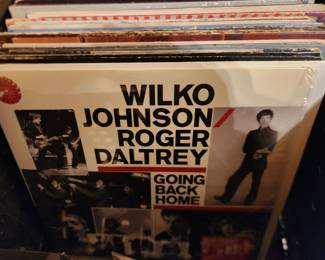 WILKO
JOHNSON/
ROGER
DALTREY
GOING
BACK
HOME